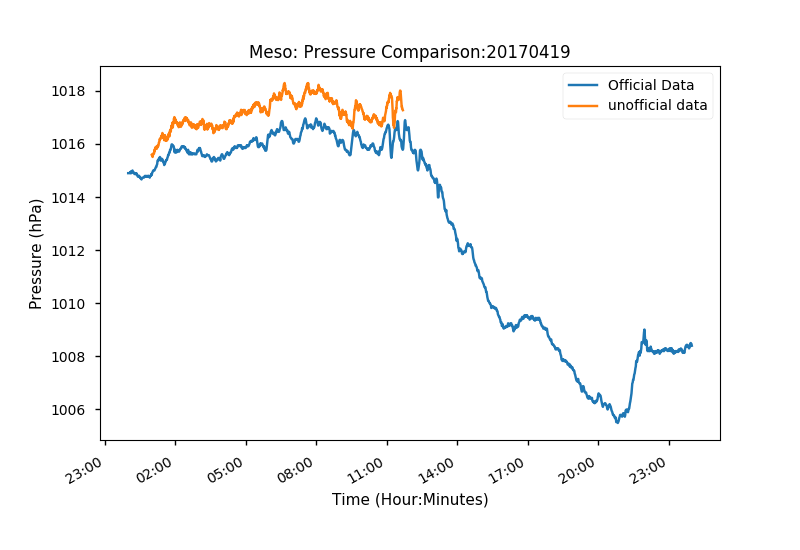 Meso: Pressure Comparison:20170419
Official Data
unofficial data
1018
1016
1014
1012
1010
1008
1006
Pressure (hPa)
23:00 02:00 05:00 08:00 11:00 14:00 17:00 20:00 23:00
Time (Hour:Minutes)